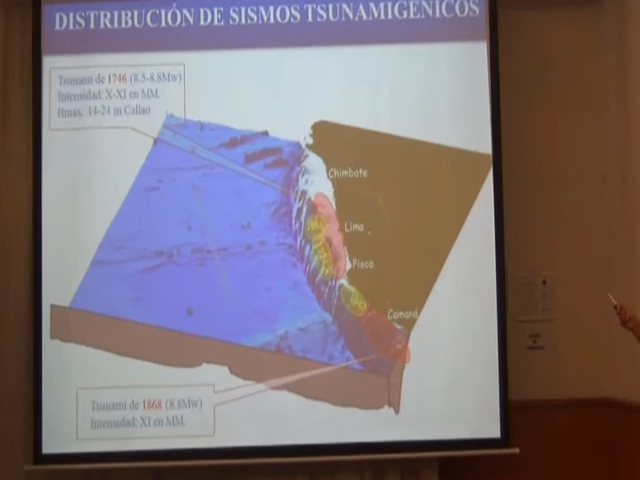 DISTRIBUCIÓN DE SISMOS TSUNAMIGENICOS
Tsunami de 1746 (8.5-8.8Mw)
Intensidad: X-XI en MM.
Hmax: 14-24 m Callao
Chimbote
Lima
Pisco
Camaná
Tsunami de 1868 (8.8Mw)
Intensidad: XI en MM.